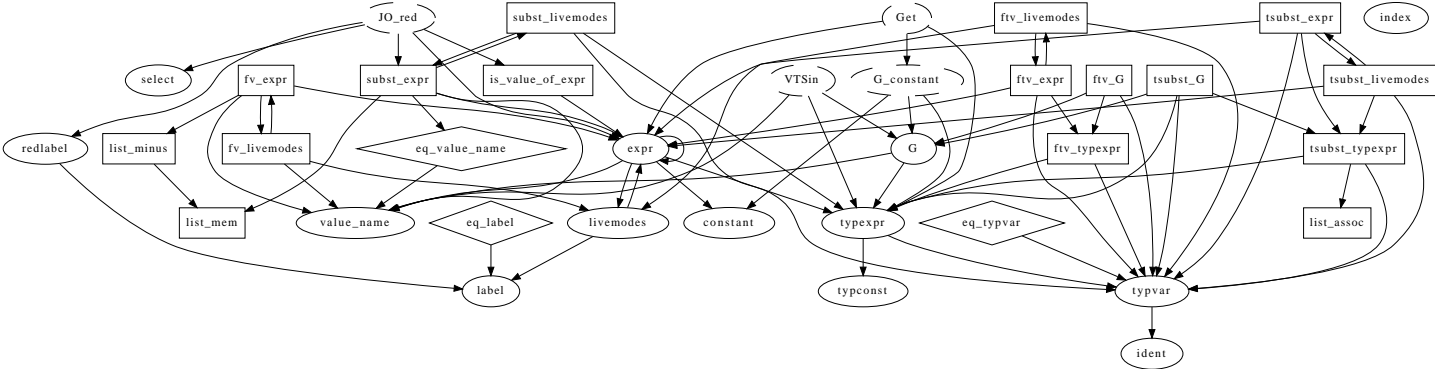 JO_red
subst_livemodes
Get
ftv_livemodes
tsubst_expr
index
select
fv_expr
subst_expr
is_value_of_expr
VTSin
G_constant
ftv_expr
ftv_G
tsubst_G
tsubst_livemodes
redlabel
list_minus
fv_livemodes
eq_value_name
expr
G
ftv_typexpr
tsubst_typexpr
list_mem
value_name
eq_label
livemodes
constant
typexpr
eq_typvar
list_assoc
label
typconst
typvar
ident